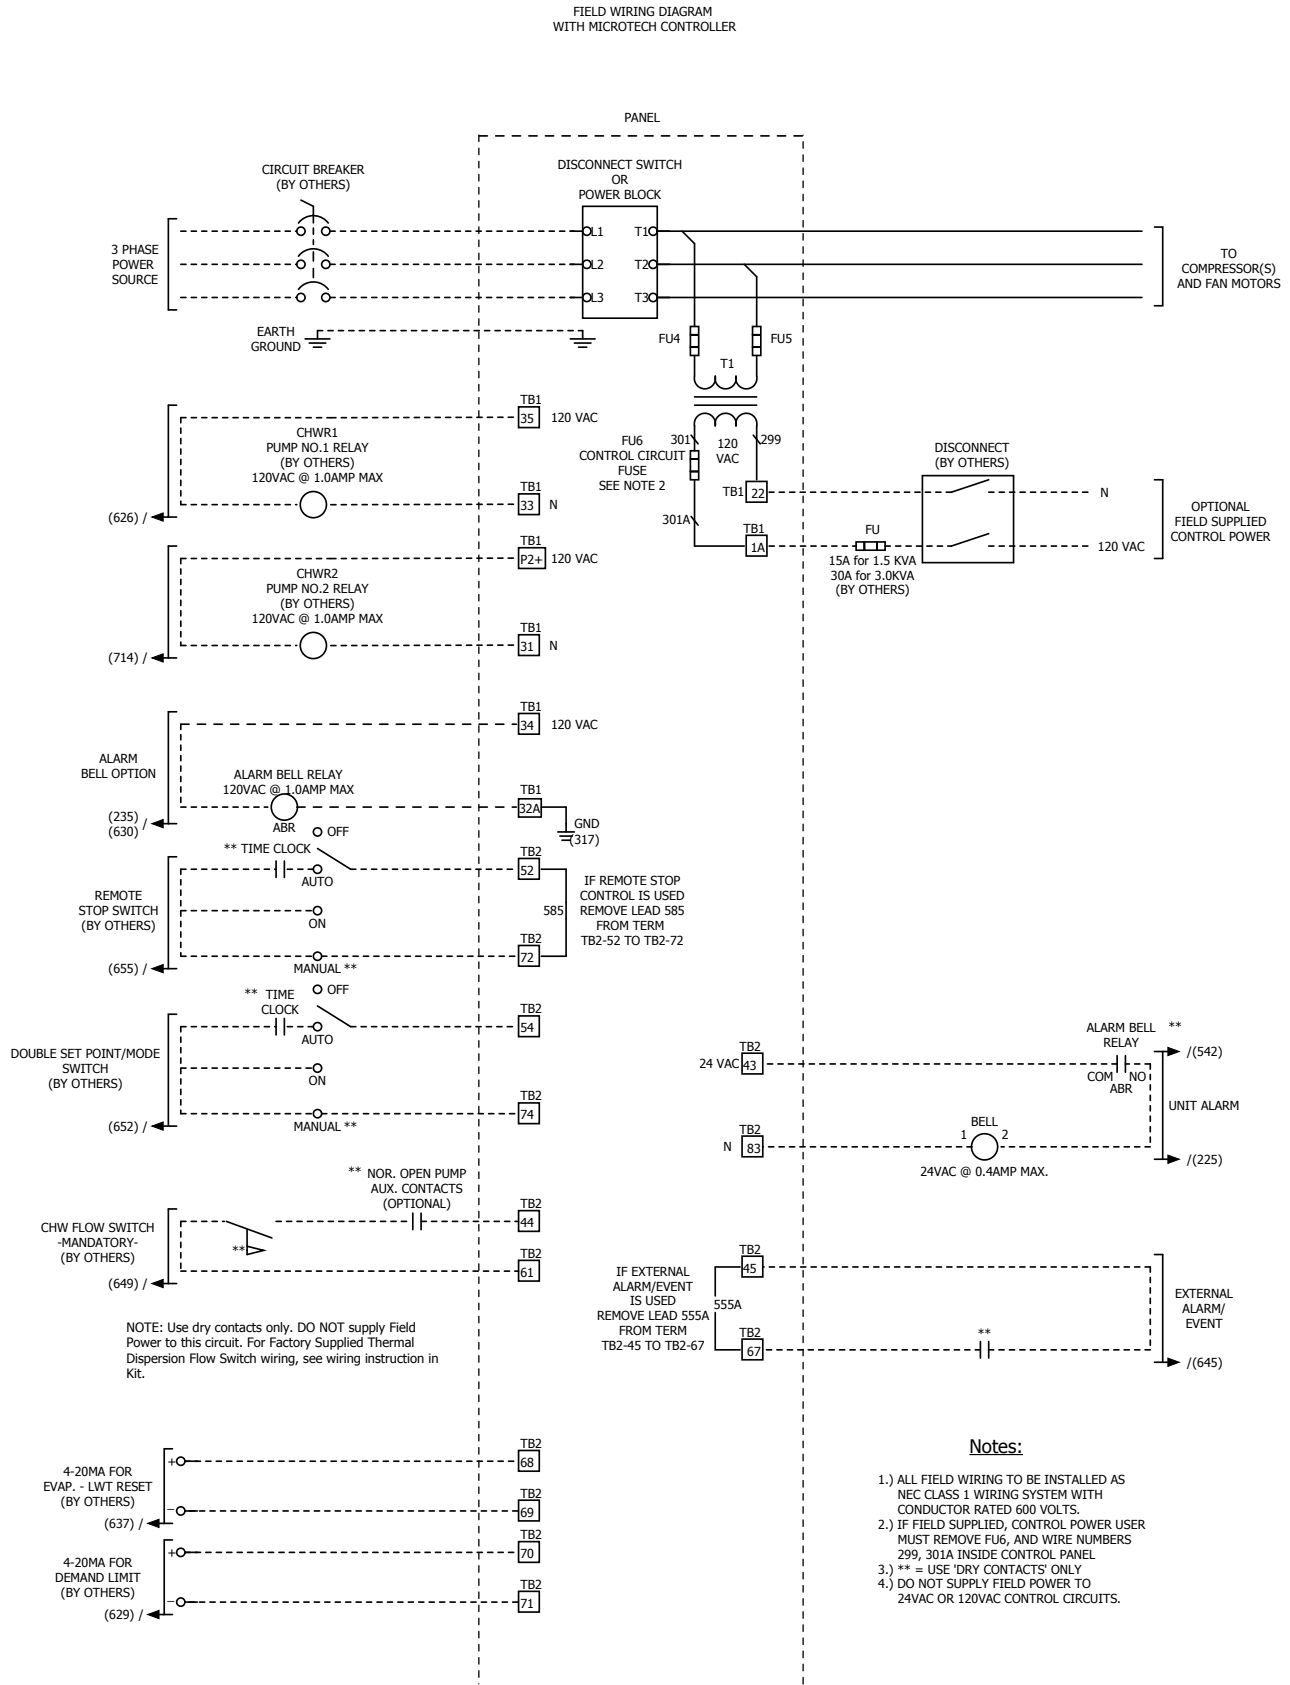 FIELD WIRING DIAGRAM
WITH MICROTECH CONTROLLER
PANEL
CIRCUIT BREAKER
(BY OTHERS)
DISCONNECT SWITCH
OR
POWER BLOCK
3 PHASE
POWER
SOURCE
L1
T1
L2
T2
L3
T3
TO
COMPRESSOR(S)
AND FAN MOTORS
EARTH
GROUND
FU4
FU5
T1
TB1
35
120 VAC
CHWR1
PUMP NO.1 RELAY
(BY OTHERS)
120VAC @ 1.0AMP MAX
TB1
33
N
(626) /
FU6
CONTROL CIRCUIT
FUSE
SEE NOTE 2
301
120
VAC
299
TB1
22
301A
TB1
1A
FU
15A for 1.5 KVA
30A for 3.0KVA
(BY OTHERS)
DISCONNECT
(BY OTHERS)
N
120 VAC
OPTIONAL
FIELD SUPPLIED
CONTROL POWER
TB1
P2+
120 VAC
CHWR2
PUMP NO.2 RELAY
(BY OTHERS)
120VAC @ 1.0AMP MAX
TB1
31
N
(714) /
TB1
34
120 VAC
ALARM
BELL OPTION
ALARM BELL RELAY
120VAC @ 1.0AMP MAX
ABR
TB1
32A
GND
(317)
(235)
(630) /
OFF
** TIME CLOCK
AUTO
ON
MANUAL **
REMOTE
STOP SWITCH
(BY OTHERS)
(655) /
TB2
52
585
TB2
72
IF REMOTE STOP
CONTROL IS USED
REMOVE LEAD 585
FROM TERM
TB2-52 TO TB2-72
OFF
** TIME
CLOCK
AUTO
ON
MANUAL **
DOUBLE SET POINT/MODE
SWITCH
(BY OTHERS)
(652) /
TB2
54
TB2
74
TB2
24 VAC
43
ALARM BELL **
RELAY
COM NO
ABR
/(542)
UNIT ALARM
TB2
N
83
BELL
1 2
24VAC @ 0.4AMP MAX.
/(225)
** NOR. OPEN PUMP
AUX. CONTACTS
(OPTIONAL)
TB2
44
CHW FLOW SWITCH
-MANDATORY-
(BY OTHERS)
**
TB2
61
(649) /
NOTE: Use dry contacts only. DO NOT supply Field
Power to this circuit. For Factory Supplied Thermal
Dispersion Flow Switch wiring, see wiring instruction in
Kit.
IF EXTERNAL
ALARM/EVENT
IS USED
REMOVE LEAD 555A
FROM TERM
TB2-45 TO TB2-67
TB2
45
555A
TB2
67
**
EXTERNAL
ALARM/
EVENT
/(645)
4-20MA FOR
EVAP. - LWT RESET
(BY OTHERS)
(637) /
+
−
TB2
68
TB2
69
4-20MA FOR
DEMAND LIMIT
(BY OTHERS)
(629) /
+
−
TB2
70
TB2
71
Notes:
1.) ALL FIELD WIRING TO BE INSTALLED AS
NEC CLASS 1 WIRING SYSTEM WITH
CONDUCTOR RATED 600 VOLTS.
2.) IF FIELD SUPPLIED, CONTROL POWER USER
MUST REMOVE FU6, AND WIRE NUMBERS
299, 301A INSIDE CONTROL PANEL
3.) ** = USE 'DRY CONTACTS' ONLY
4.) DO NOT SUPPLY FIELD POWER TO
24VAC OR 120VAC CONTROL CIRCUITS.